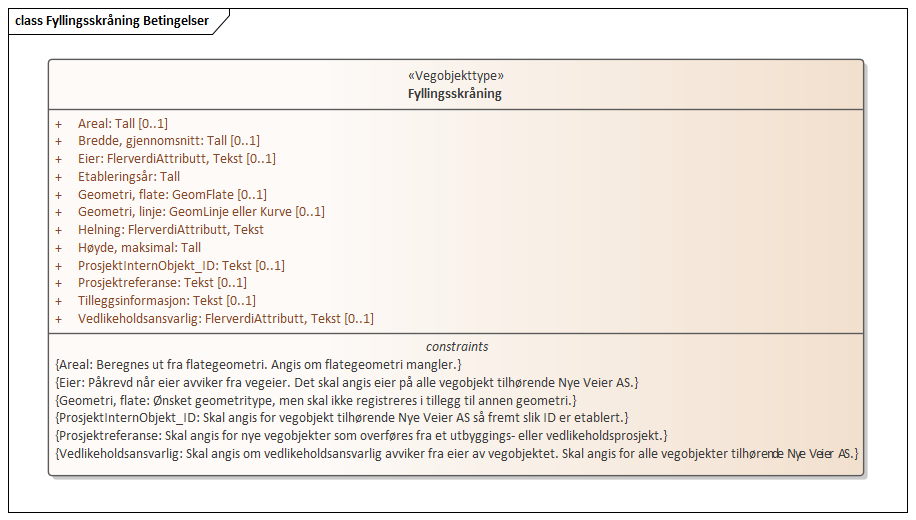 class Fyllingsskråning Betingelser
«Vegobjekttype»
Fyllingsskråning
+ Areal: Tall [0..1]
+ Bredde, gjennomsnitt: Tall [0..1]
+ Eier: FlerverdiAttributt, Tekst [0..1]
+ Etableringsår: Tall
+ Geometri, flate: GeomFlate [0..1]
+ Geometri, linje: GeomLinje eller Kurve [0..1]
+ Helning: FlerverdiAttributt, Tekst
+ Høyde, maksimal: Tall
+ ProsjektInternObjekt_ID: Tekst [0..1]
+ Prosjektreferanse: Tekst [0..1]
+ Tilleggsinformasjon: Tekst [0..1]
+ Vedlikeholdsansvarlig: FlerverdiAttributt, Tekst [0..1]
constraints
{Areal: Beregnes ut fra flategeometri. Angis om flategeometri mangler.}
{Eier: Påkrevd når eier avviker fra vegeier. Det skal angis eier på alle vegobjekt tilhørende Nye Veier AS.}
{Geometri, flate: Ønsket geometritype, men skal ikke registreres i tillegg til annen geometri.}
{ProsjektInternObjekt_ID: Skal angis for vegobjekt tilhørende Nye Veier AS så fremt slik ID er etablert.}
{Prosjektreferanse: Skal angis for nye vegobjekter som overføres fra et utbyggings- eller vedlikeholdsprosjekt.}
{Vedlikeholdsansvarlig: Skal angis om vedlikeholdsansvarlig avviker fra eier av vegobjektet. Skal angis for alle vegobjekter tilhørende Nye Veier AS.}